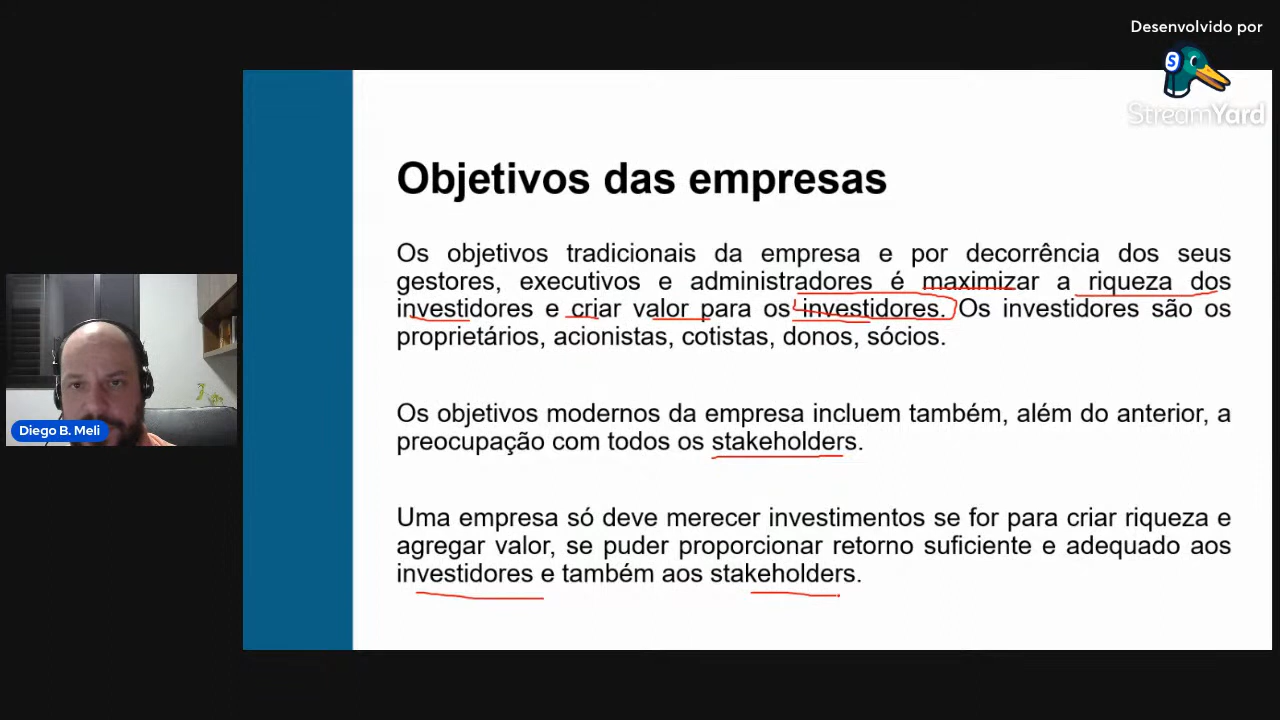 Desenvolvido por
StreamYard
Objetivos das empresas
Os objetivos tradicionais da empresa e por decorrência dos seus
gestores, executivos e administradores é maximizar a riqueza dos
investidores e criar valor para os investidores. Os investidores são os
proprietários, acionistas, cotistas, donos, sócios.
Os objetivos modernos da empresa incluem também, além do anterior, a
preocupação com todos os stakeholders.
Uma empresa só deve merecer investimentos se for para criar riqueza e
agregar valor, se puder proporcionar retorno suficiente e adequado aos
investidores e também aos stakeholders.
Diego B. Meli